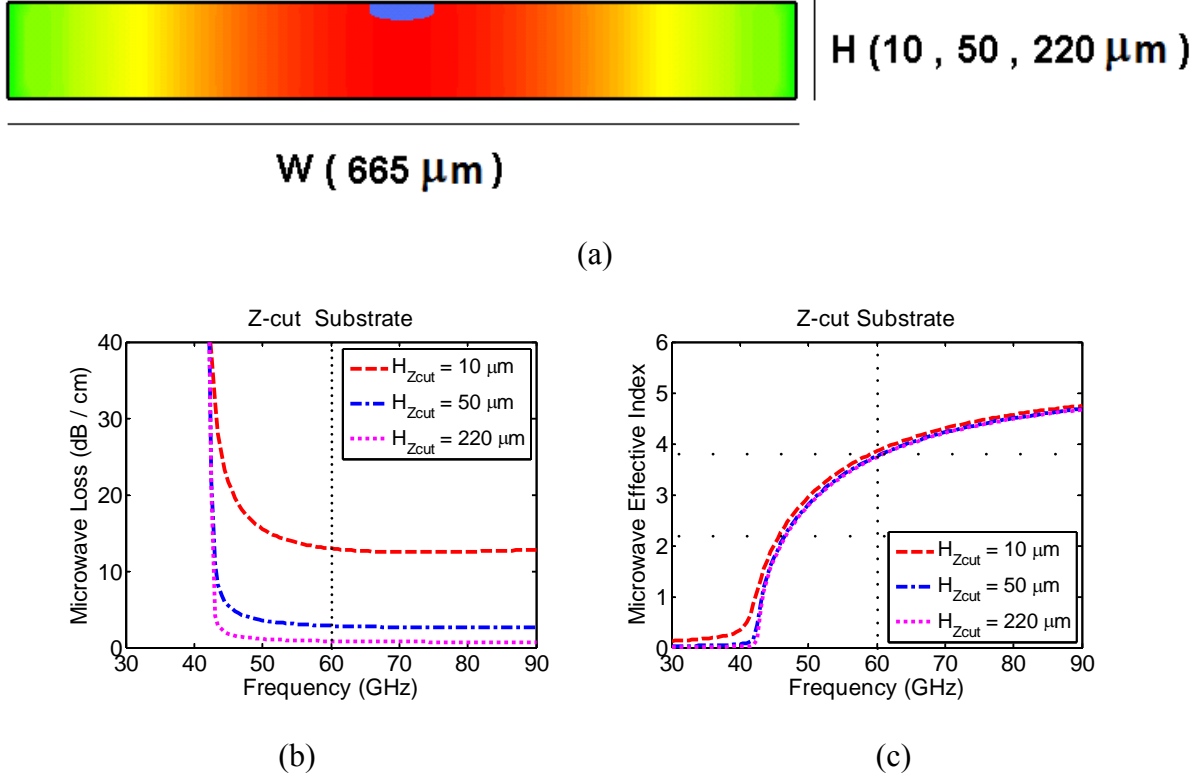 H (10 , 50 , 220 μm )
W ( 665 μm )
(a)
Z-cut Substrate
40
30
20
10
0
Microwave Loss (dB / cm)
H_Zcut = 10 μm
H_Zcut = 50 μm
H_Zcut = 220 μm
30 40 50 60 70 80 90
Frequency (GHz)
(b)
Z-cut Substrate
6
5
4
3
2
1
0
Microwave Effective Index
H_Zcut = 10 μm
H_Zcut = 50 μm
H_Zcut = 220 μm
30 40 50 60 70 80 90
Frequency (GHz)
(c)